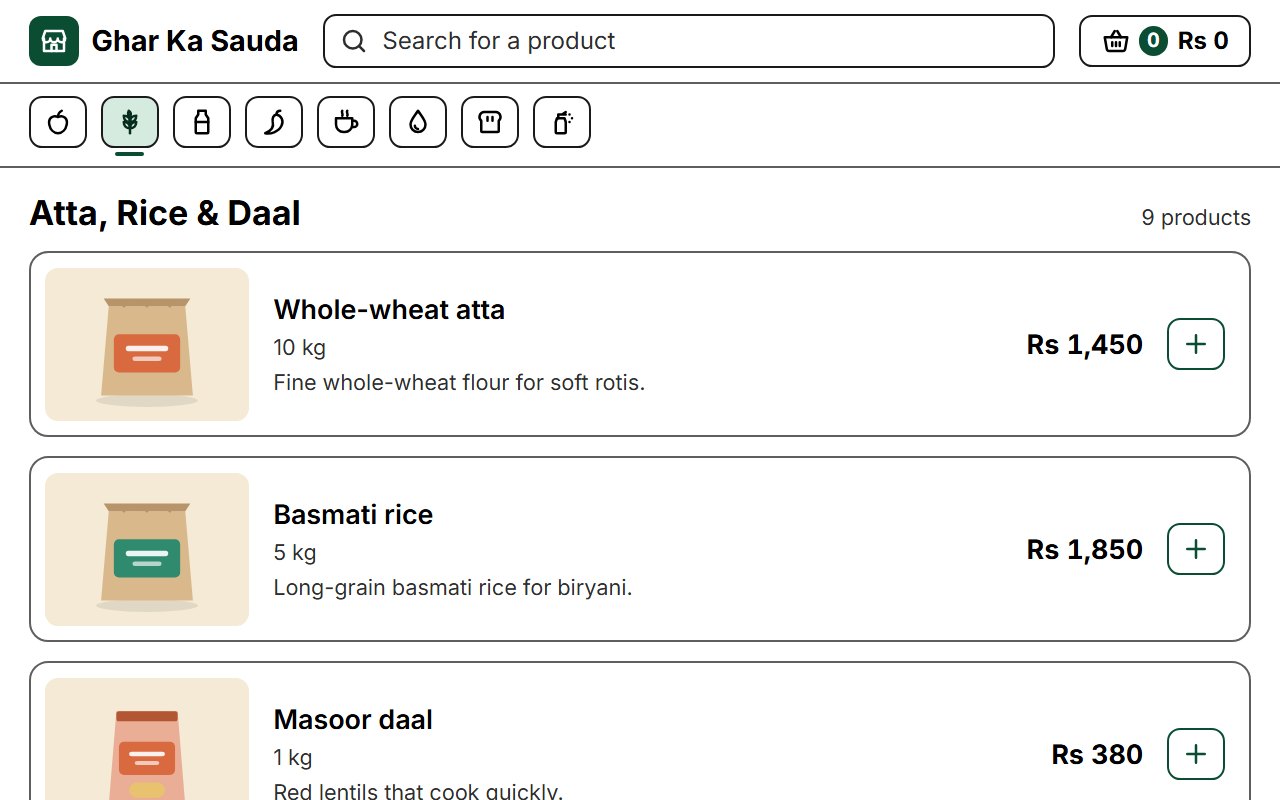 Ghar Ka Sauda
Search for a product
0 Rs 0
Atta, Rice & Daal
9 products
Whole-wheat atta
10 kg
Fine whole-wheat flour for soft rotis.
Rs 1,450
Basmati rice
5 kg
Long-grain basmati rice for biryani.
Rs 1,850
Masoor daal
1 kg
Red lentils that cook quickly.
Rs 380